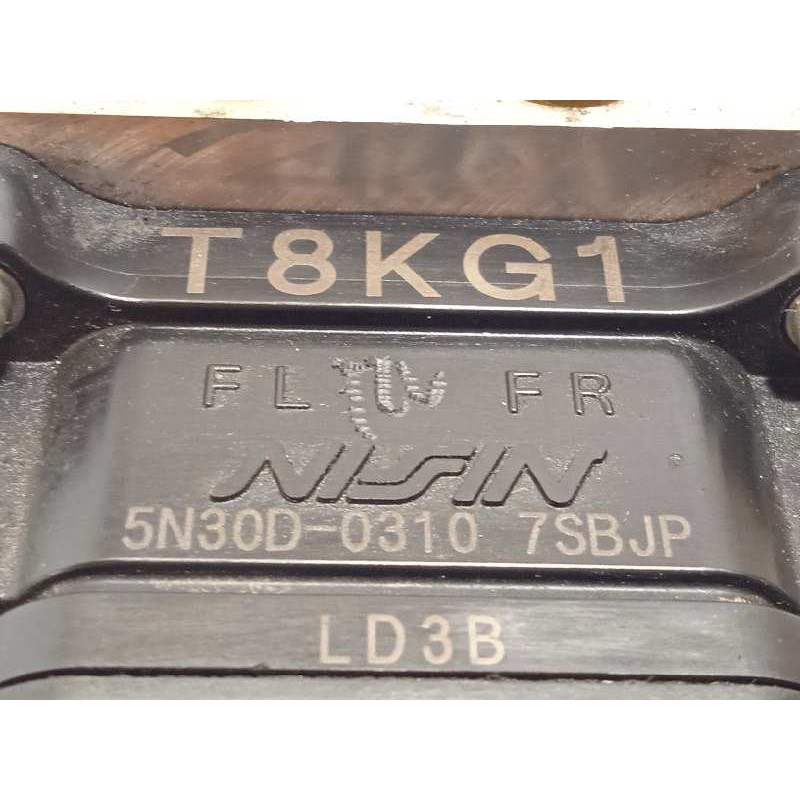 T8KG1
FL FR
NISSIN
5N30D-0310 7SBJP
LD3B